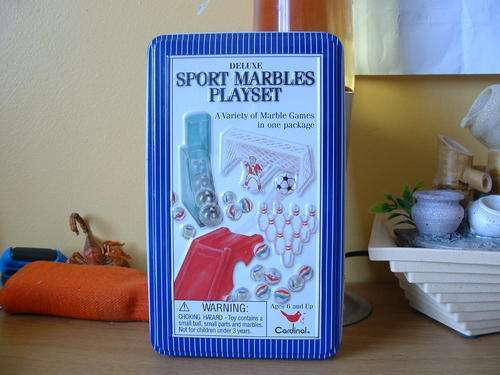 DELUXE
SPORT MARBLES
PLAYSET
A Variety of Marble Games
in one package
Ages 6 and Up
WARNING:
CHOKING HAZARD - Toy contains a
small ball, small parts and marbles.
Not for children under 3 years.
Cardinal